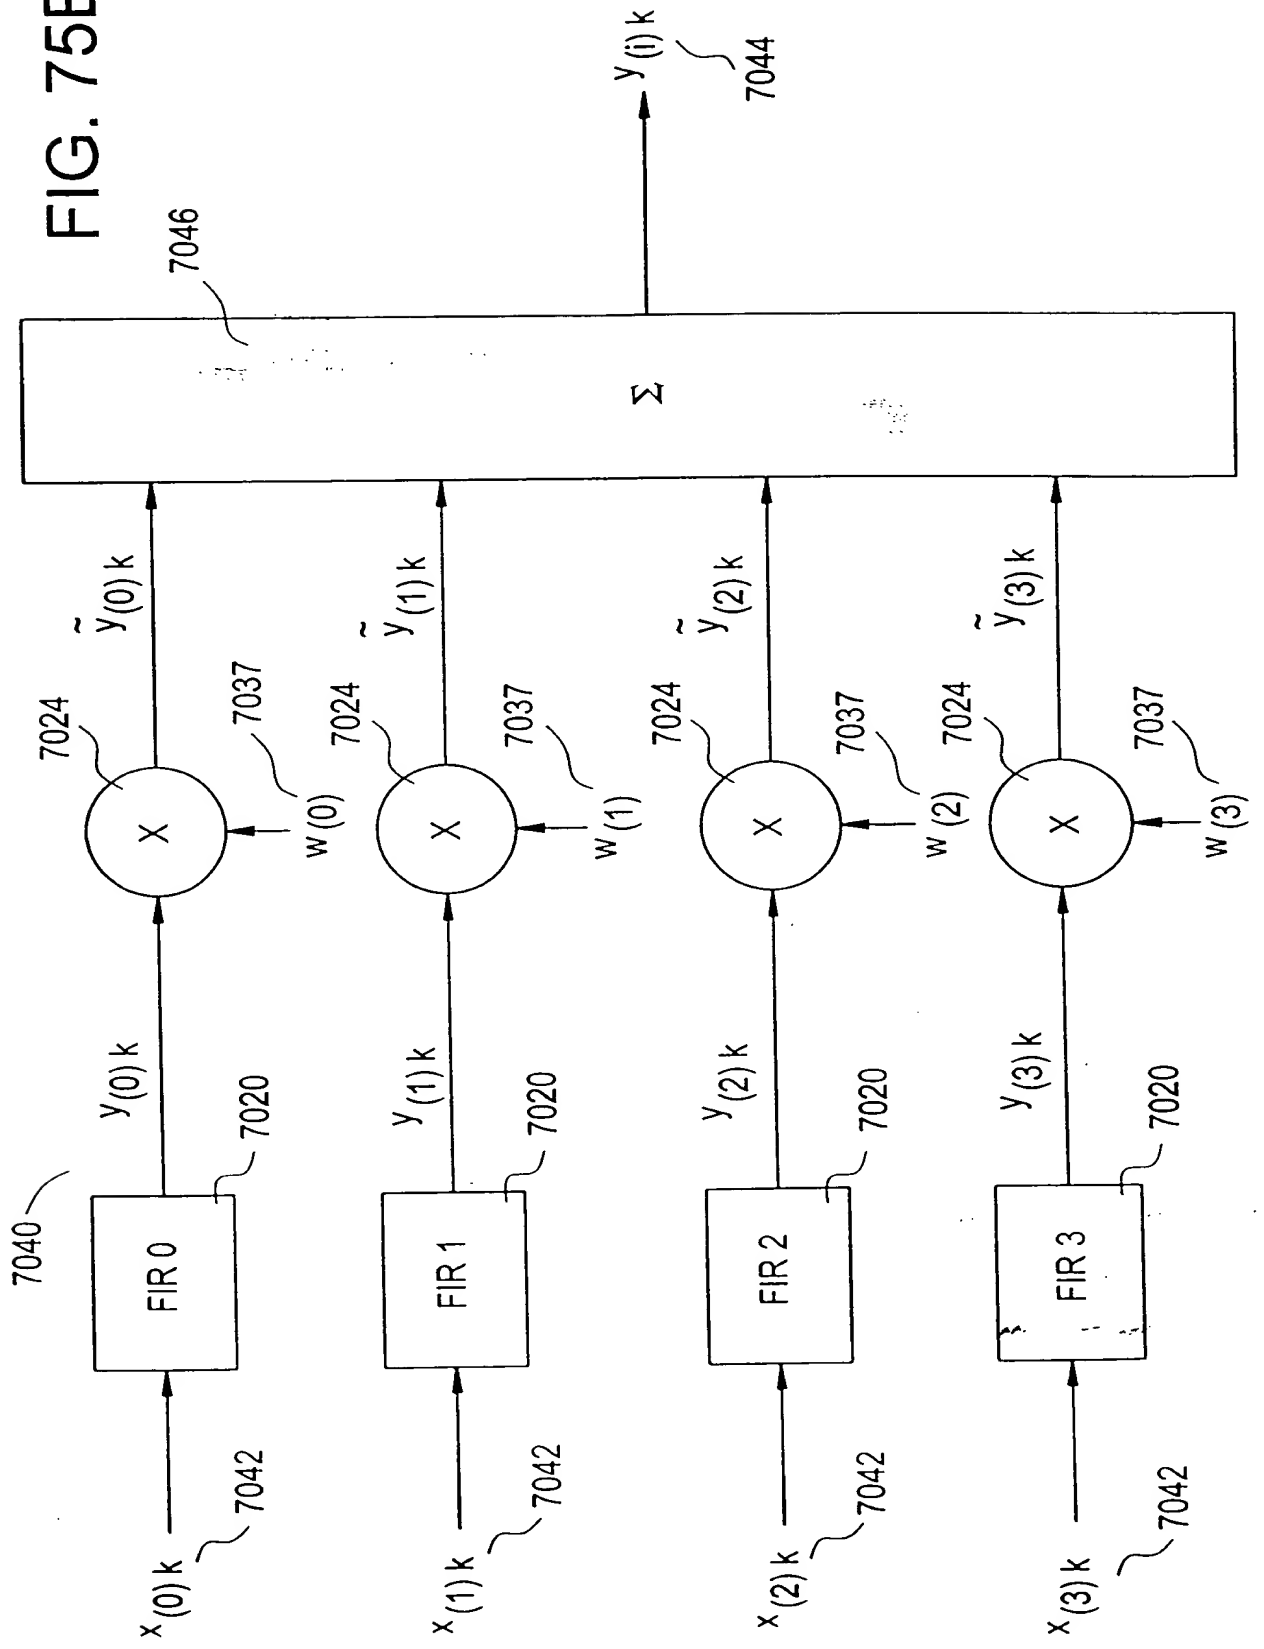 FIG. 75B
7040
x(0) k
7042
FIR 0
7020
y(0) k
7024
X
w(0)
7037
ỹ(0) k
x(1) k
7042
FIR 1
7020
y(1) k
7024
X
w(1)
7037
ỹ(1) k
x(2) k
7042
FIR 2
7020
y(2) k
7024
X
w(2)
7037
ỹ(2) k
x(3) k
7042
FIR 3
7020
y(3) k
7024
X
w(3)
7037
ỹ(3) k
Σ
7046
y(i) k
7044